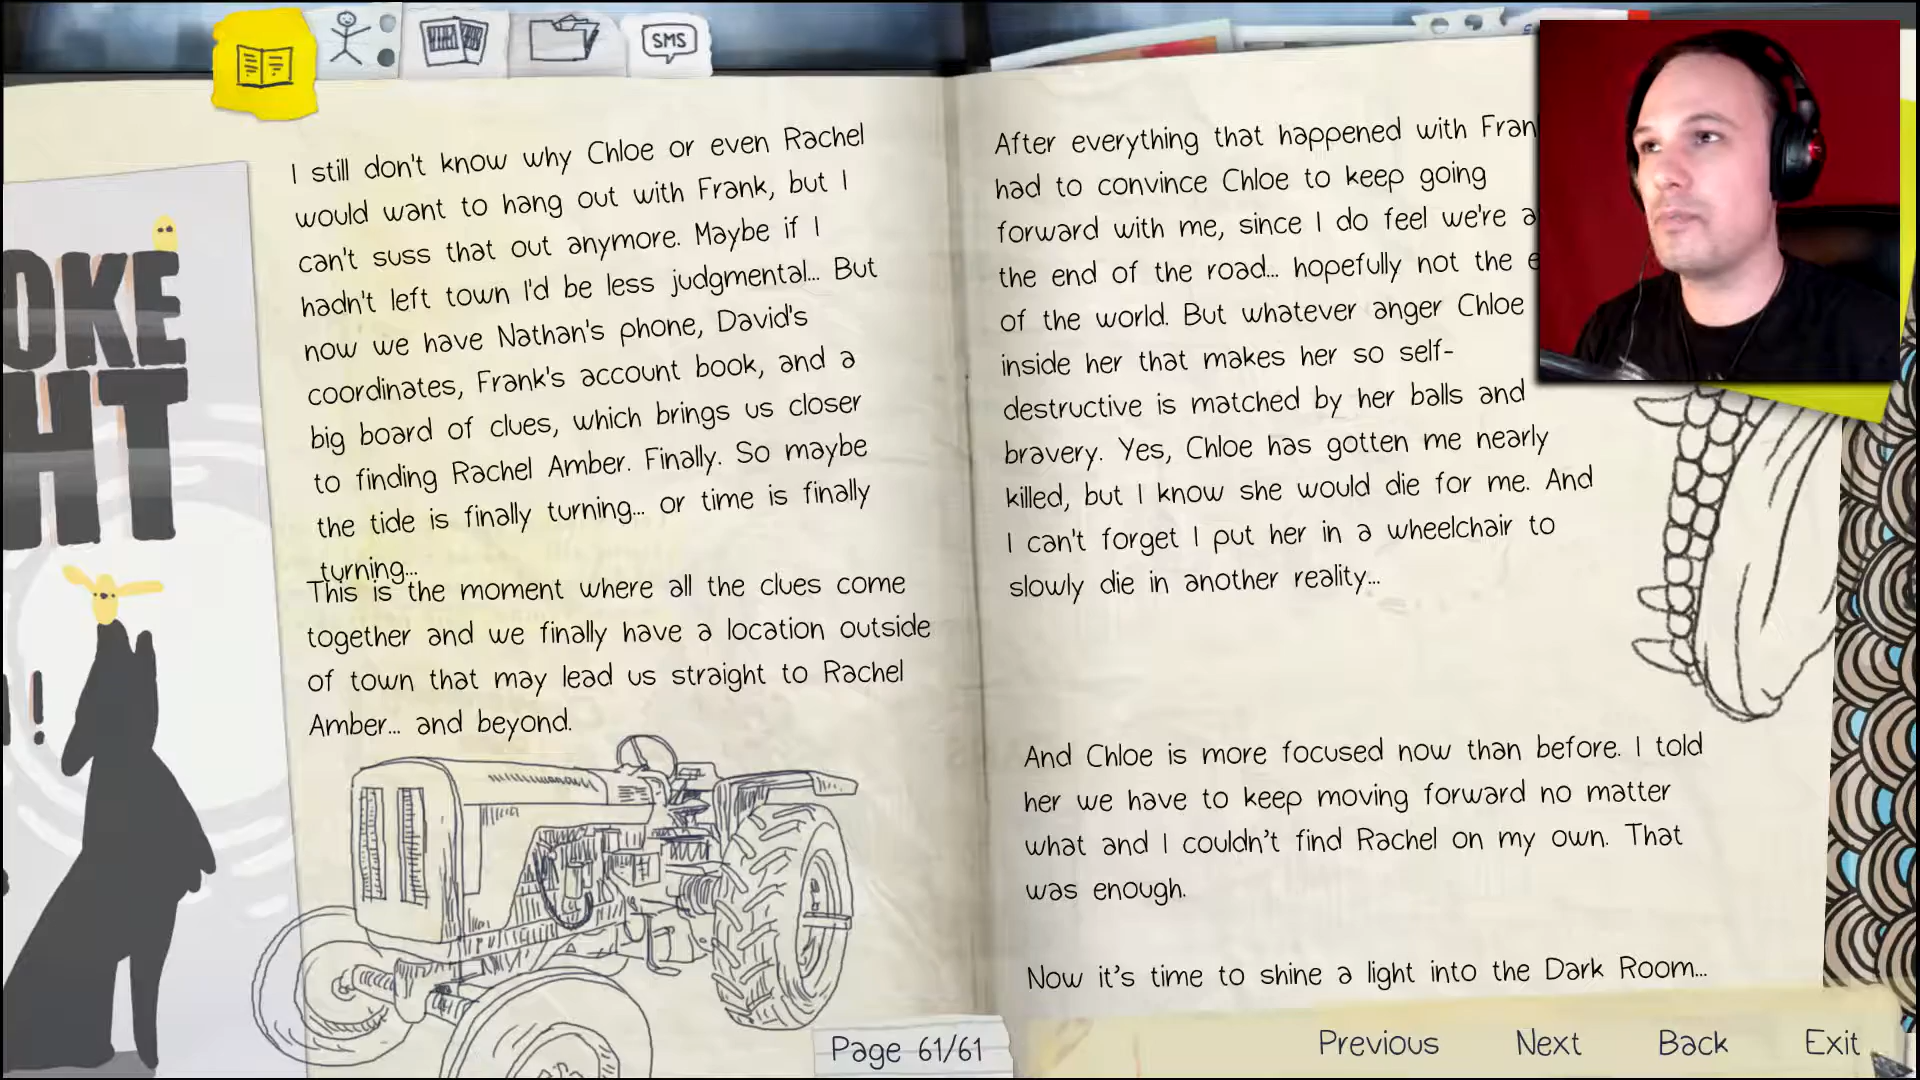 SMS
OKE
HT
!
I still don't know why Chloe or even Rachel
would want to hang out with Frank, but I
can't suss that out anymore. Maybe if I
hadn't left town I'd be less judgmental... But
now we have Nathan's phone, David's
coordinates, Frank's account book, and a
big board of clues, which brings us closer
to finding Rachel Amber. Finally. So maybe
the tide is finally turning... or time is finally
turning...
This is the moment where all the clues come
together and we finally have a location outside
of town that may lead us straight to Rachel
Amber... and beyond.
After everything that happened with Fran
had to convince Chloe to keep going
forward with me, since I do feel we're a
the end of the road... hopefully not the e
of the world. But whatever anger Chloe
inside her that makes her so self-
destructive is matched by her balls and
bravery. Yes, Chloe has gotten me nearly
killed, but I know she would die for me. And
I can't forget I put her in a wheelchair to
slowly die in another reality...
And Chloe is more focused now than before. I told
her we have to keep moving forward no matter
what and I couldn't find Rachel on my own. That
was enough.
Now it's time to shine a light into the Dark Room...
Page 61/61
Previous Next Back Exit